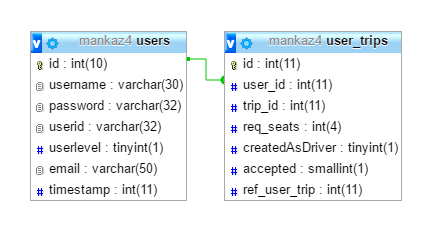 mankaz4 users
id : int(10)
username : varchar(30)
password : varchar(32)
userid : varchar(32)
userlevel : tinyint(1)
email : varchar(50)
timestamp : int(11)
mankaz4 user_trips
id : int(11)
user_id : int(11)
trip_id : int(11)
req_seats : int(4)
createdAsDriver : tinyint(1)
accepted : smallint(1)
ref_user_trip : int(11)